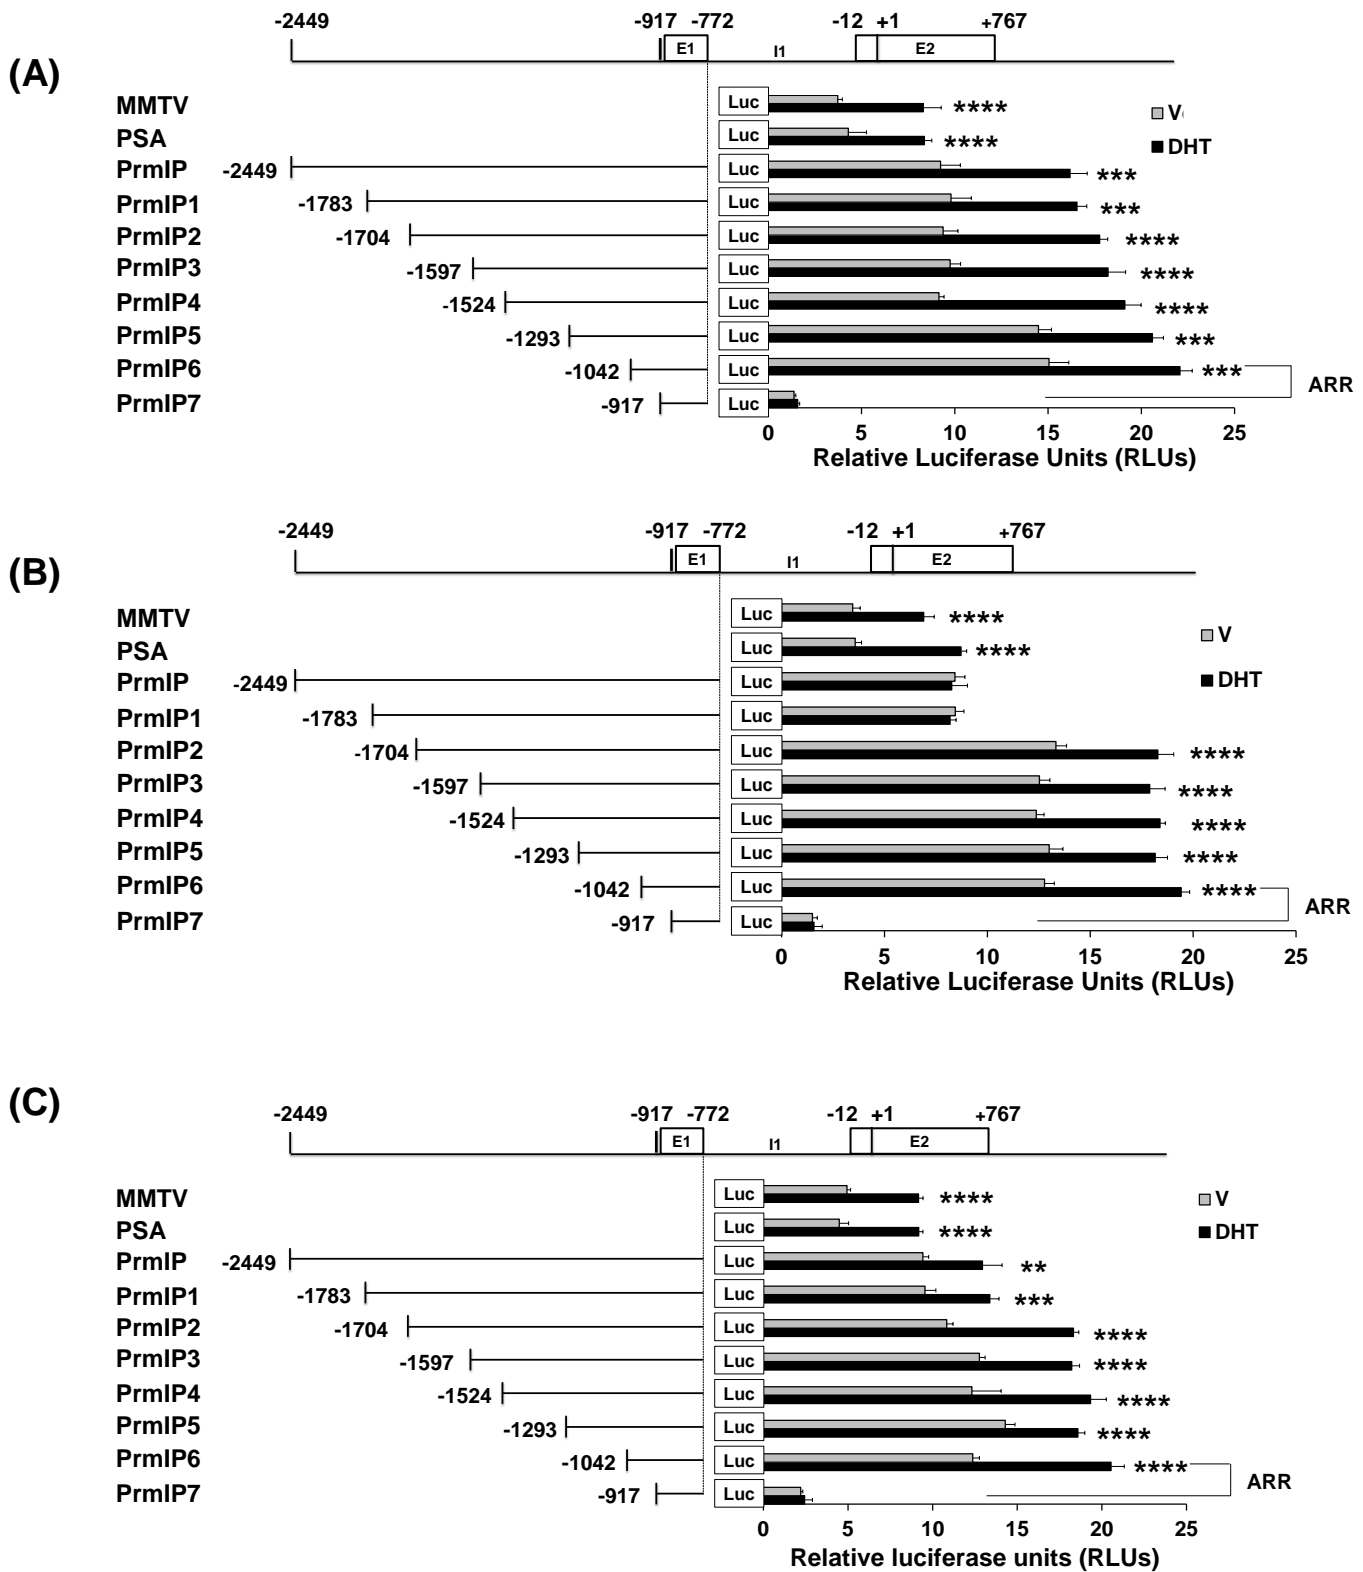 (A)
-2449 -917 -772 -12 +1 +767
E1 I1 E2
MMTV Luc ****
V
PSA Luc ****
DHT
PrmIP -2449 Luc ***
PrmIP1 -1783 Luc ***
PrmIP2 -1704 Luc ****
PrmIP3 -1597 Luc ****
PrmIP4 -1524 Luc ****
PrmIP5 -1293 Luc ***
PrmIP6 -1042 Luc ***
ARR
PrmIP7 -917 Luc
0 5 10 15 20 25
Relative Luciferase Units (RLUs)
(B)
-2449 -917 -772 -12 +1 +767
E1 I1 E2
MMTV Luc ****
V
PSA Luc ****
DHT
PrmIP -2449 Luc
PrmIP1 -1783 Luc
PrmIP2 -1704 Luc ****
PrmIP3 -1597 Luc ****
PrmIP4 -1524 Luc ****
PrmIP5 -1293 Luc ****
PrmIP6 -1042 Luc ****
ARR
PrmIP7 -917 Luc
0 5 10 15 20 25
Relative Luciferase Units (RLUs)
(C)
-2449 -917 -772 -12 +1 +767
E1 I1 E2
MMTV Luc **** V
PSA Luc **** DHT
PrmIP -2449 Luc **
PrmIP1 -1783 Luc ***
PrmIP2 -1704 Luc ****
PrmIP3 -1597 Luc ****
PrmIP4 -1524 Luc ****
PrmIP5 -1293 Luc ****
PrmIP6 -1042 Luc ****
ARR
PrmIP7 -917 Luc
0 5 10 15 20 25
Relative luciferase units (RLUs)